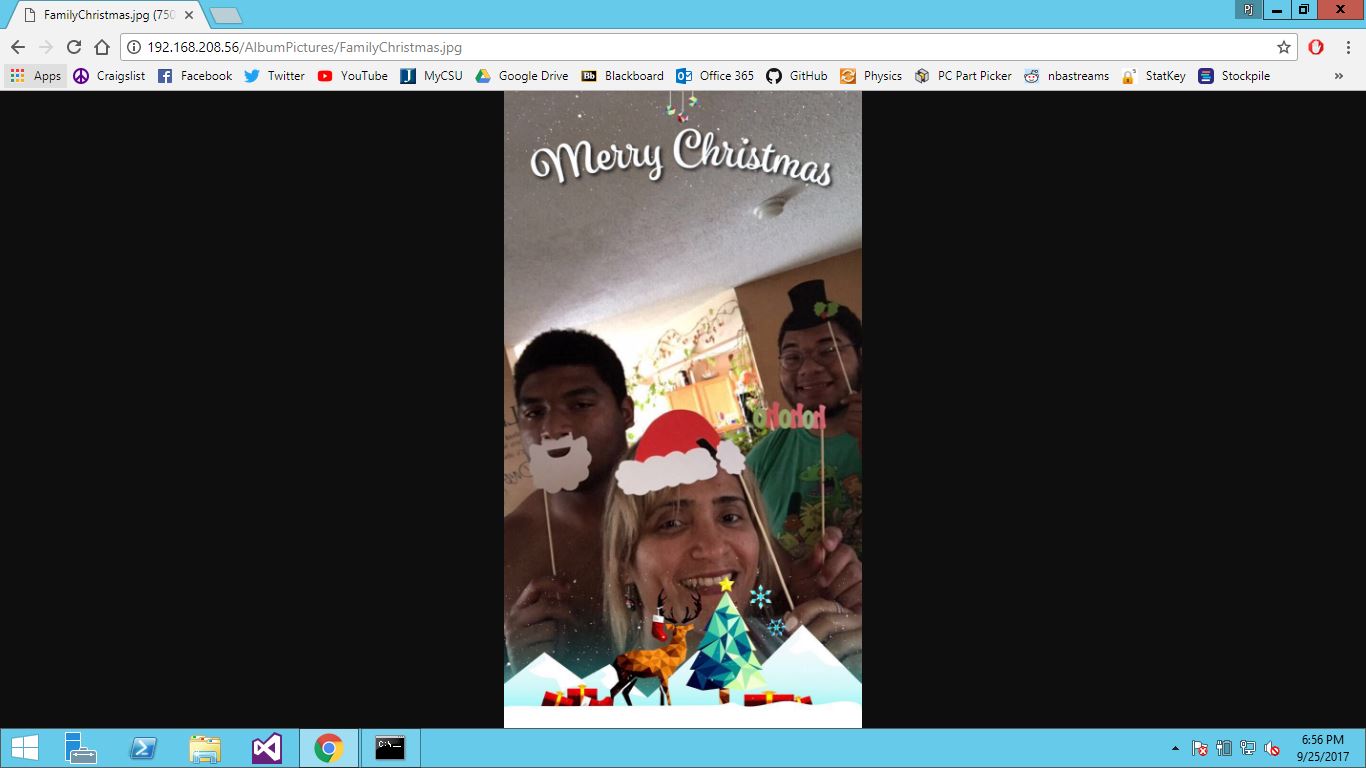 FamilyChristmas.jpg (750
Pj
192.168.208.56/AlbumPictures/FamilyChristmas.jpg
Apps Craigslist Facebook Twitter YouTube MyCSU Google Drive Bb Blackboard Office 365 GitHub Physics PC Part Picker nbastreams StatKey Stockpile »
Merry Christmas
hohoho
6:56 PM
9/25/2017